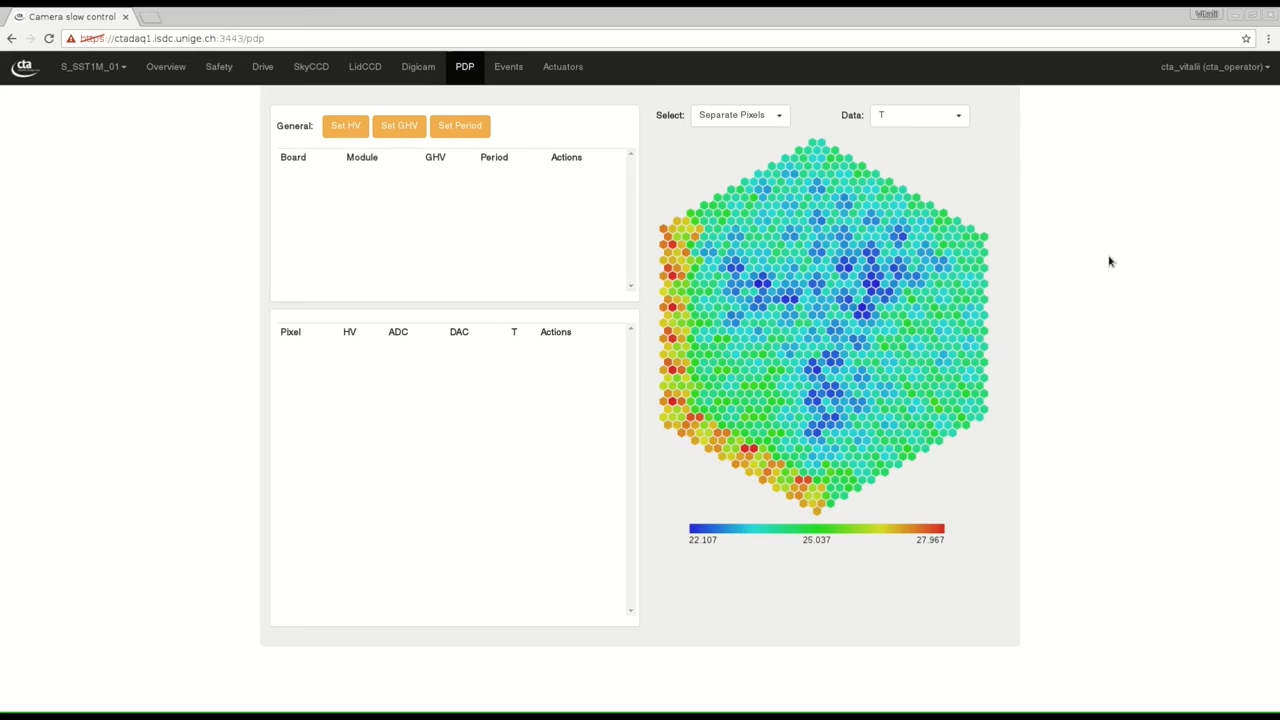 Camera slow control
Vitalii
https://ctadaq1.isdc.unige.ch:3443/pdp
cta
S_SST1M_01 Overview Safety Drive SkyCCD LidCCD Digicam PDP Events Actuators cta_vitalii (cta_operator)
General: Set HV Set GHV Set Period
Board Module GHV Period Actions
Pixel HV ADC DAC T Actions
Select: Separate Pixels Data: T
22.107 25.037 27.967